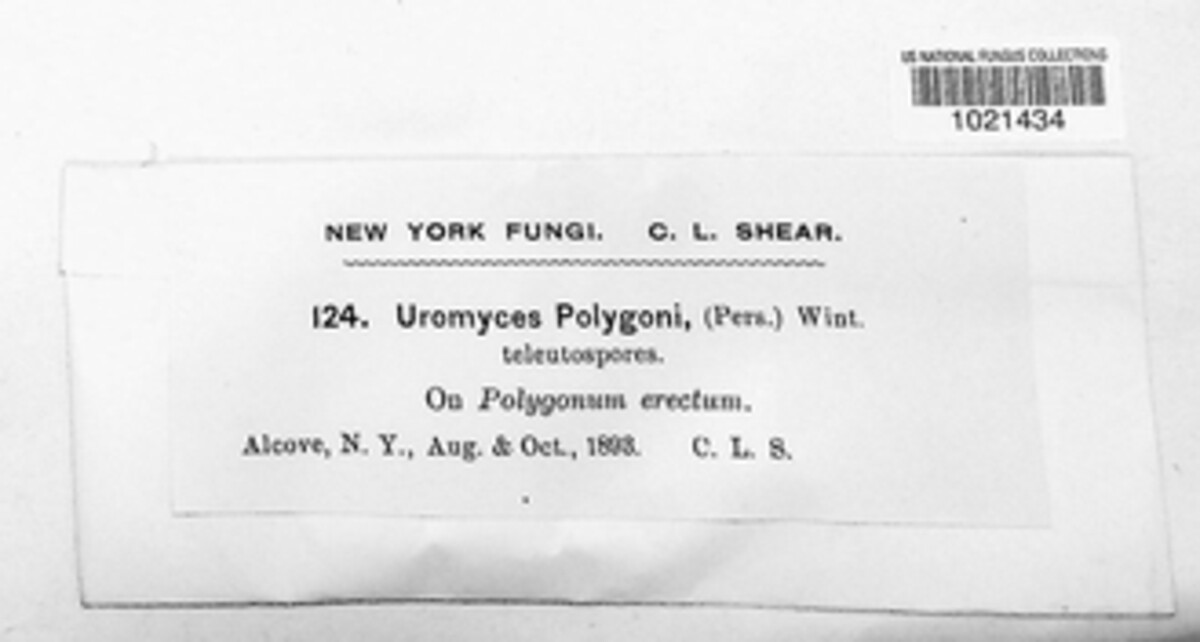 US NATIONAL FUNGUS COLLECTIONS
1021434
NEW YORK FUNGI. C. L. SHEAR.
124. Uromyces Polygoni, (Pers.) Wint.
teleutospores.
On Polygonum erectum.
Alcove, N. Y., Aug. & Oct., 1893. C. L. S.